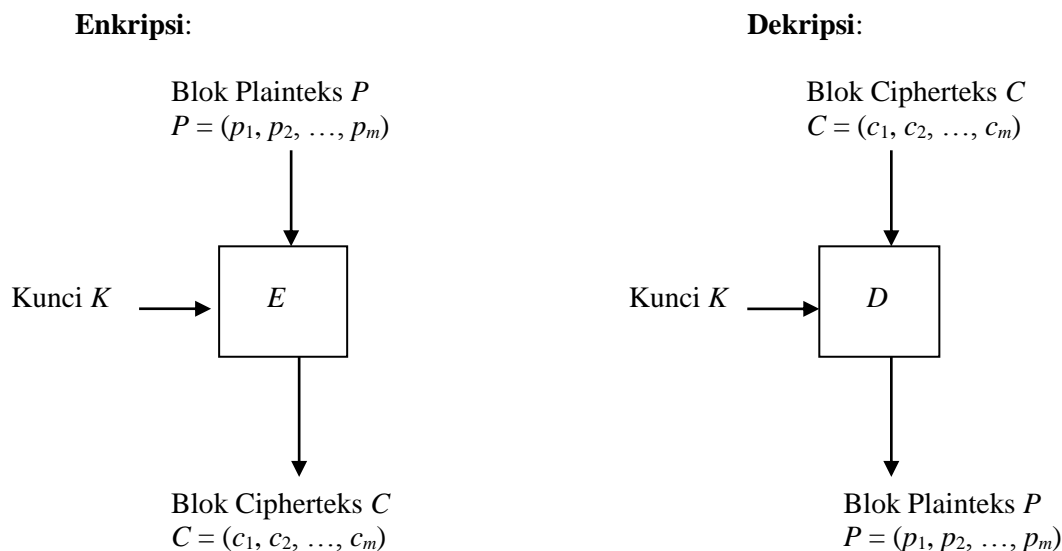 Enkripsi:
Blok Plainteks P
P = (p₁, p₂, …, pₘ)
Kunci K
E
Blok Cipherteks C
C = (c₁, c₂, …, cₘ)
Dekripsi:
Blok Cipherteks C
C = (c₁, c₂, …, cₘ)
Kunci K
D
Blok Plainteks P
P = (p₁, p₂, …, pₘ)